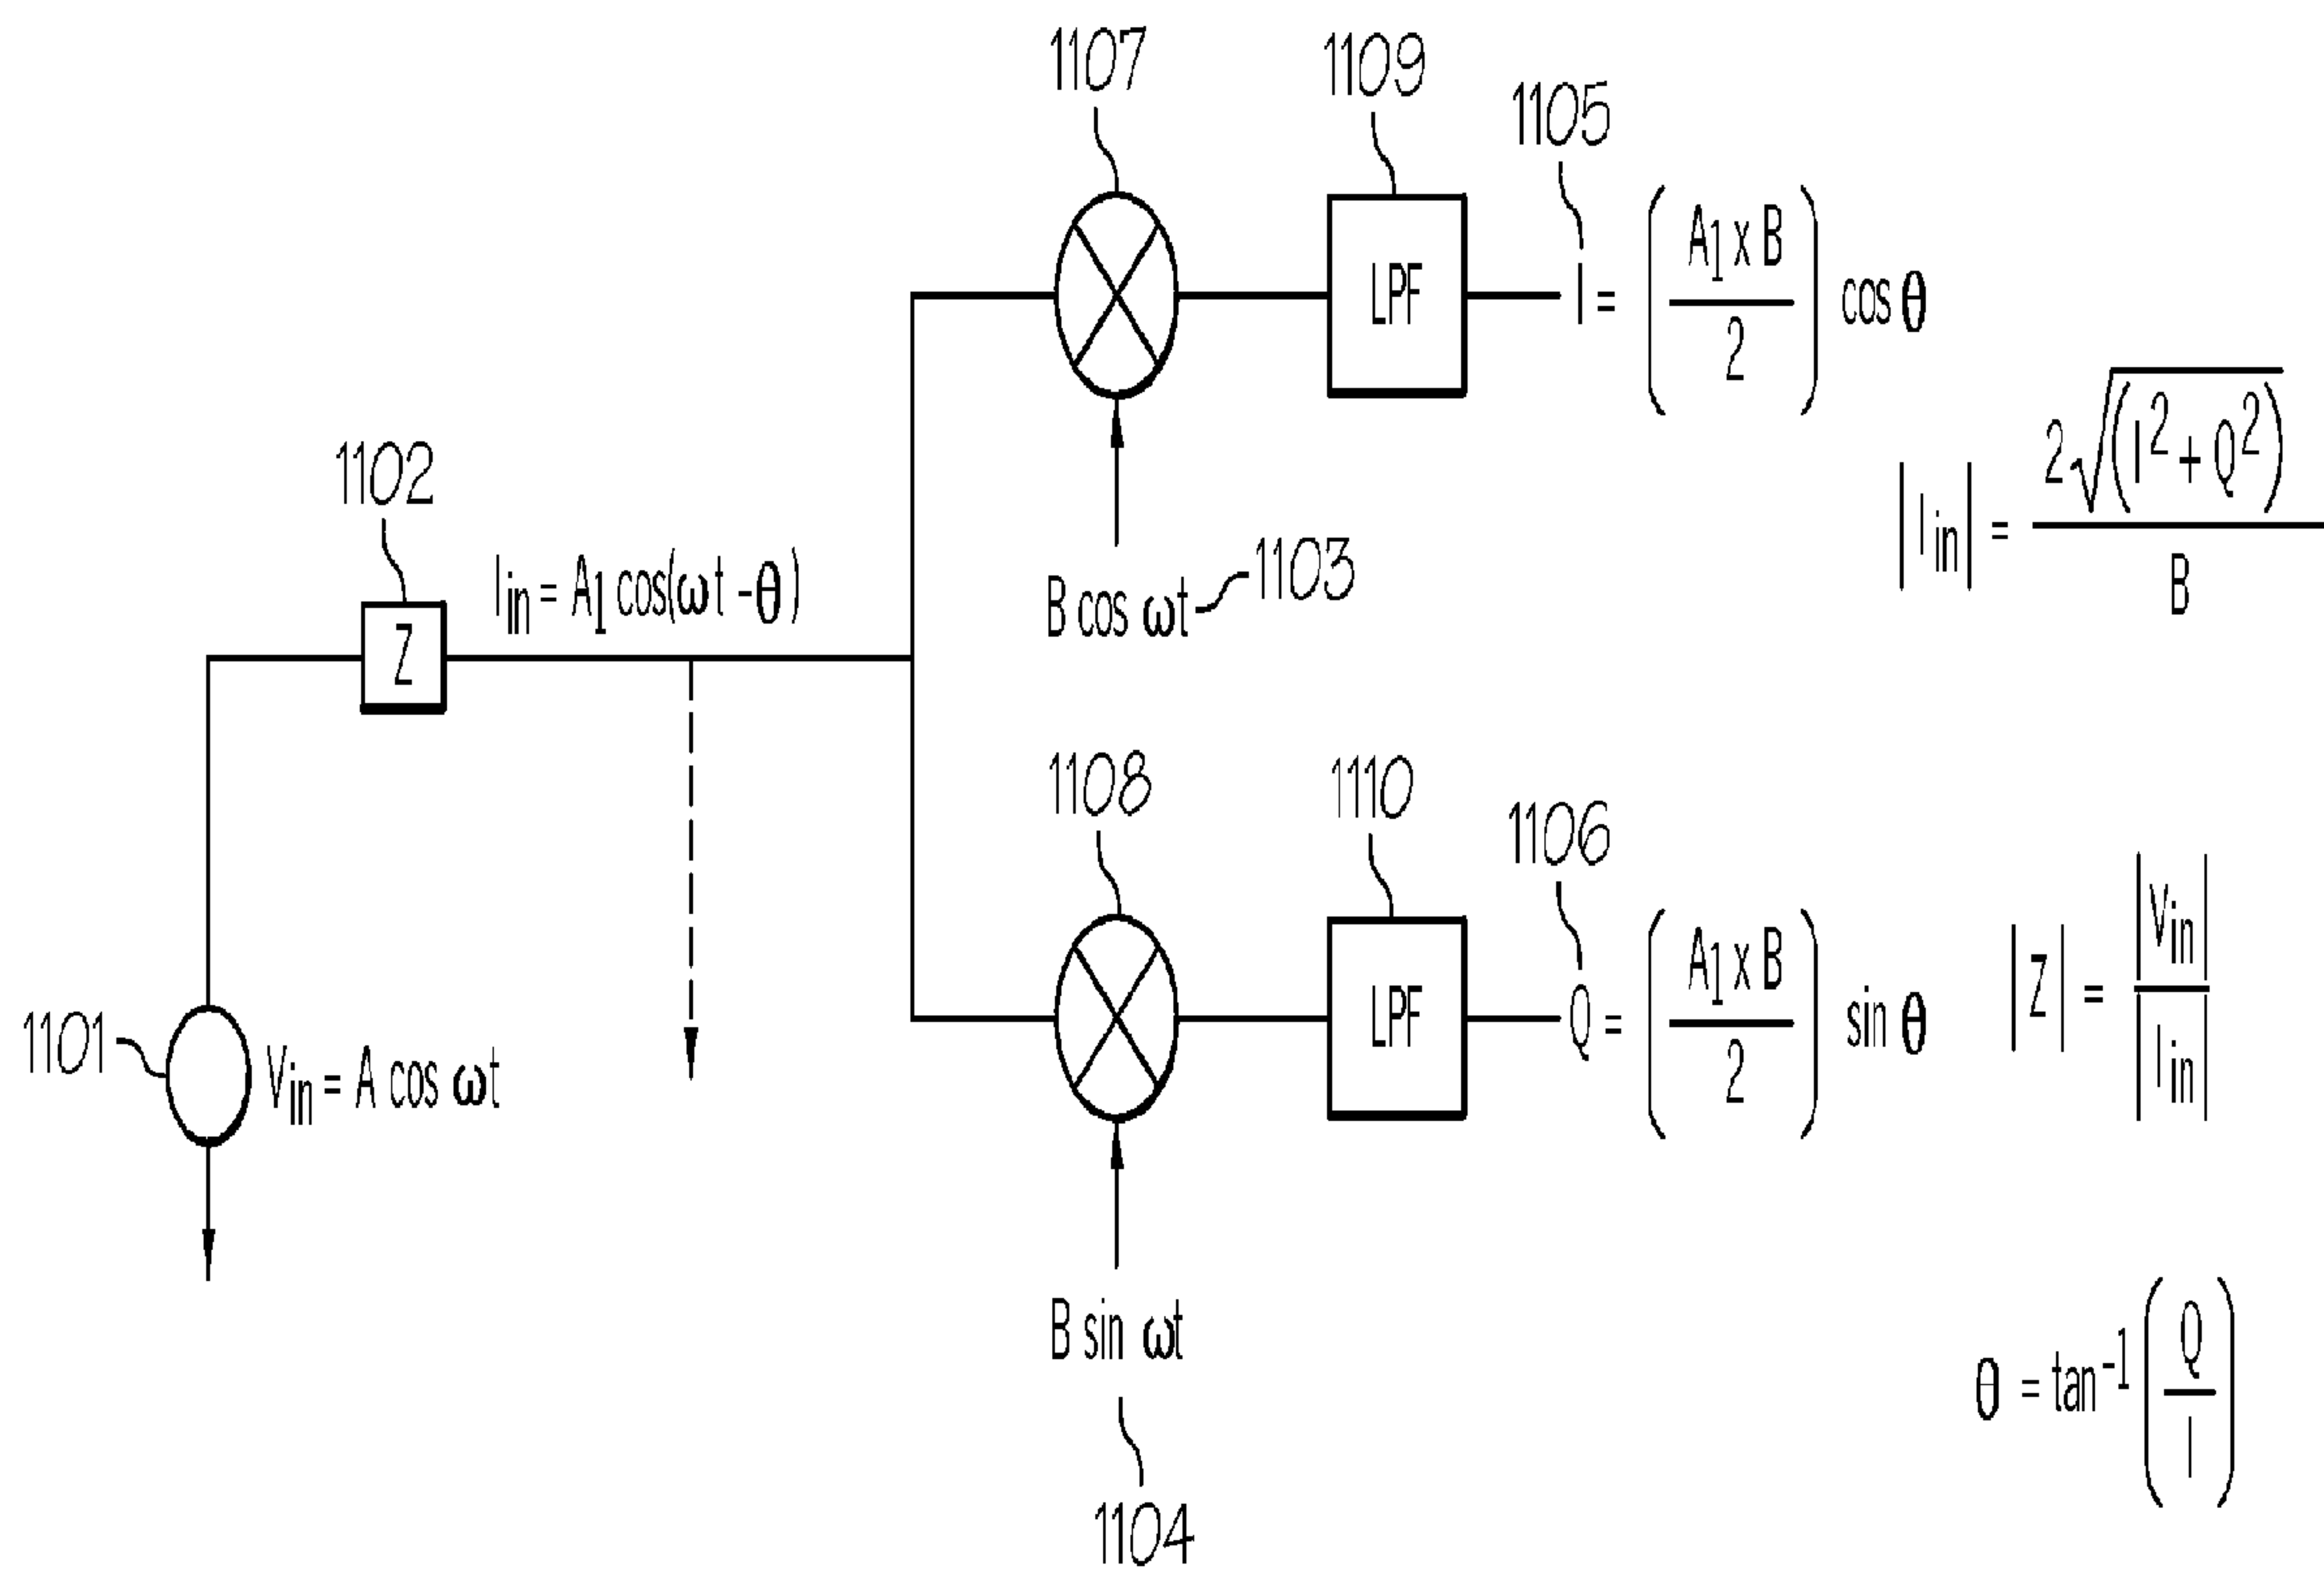 1107
1109
1105
I = (A1 x B / 2) cos θ
1102
Iin = A1 cos(ωt -θ)
Z
LPF
B cos ωt
1103
|Iin| = 2√(I2 + Q2) / B
1108
1110
1106
1101
Vin = A cos ωt
LPF
Q = (A1 x B / 2) sin θ
|Z| = |Vin| / |Iin|
B sin ωt
1104
θ = tan-1 (Q / I)